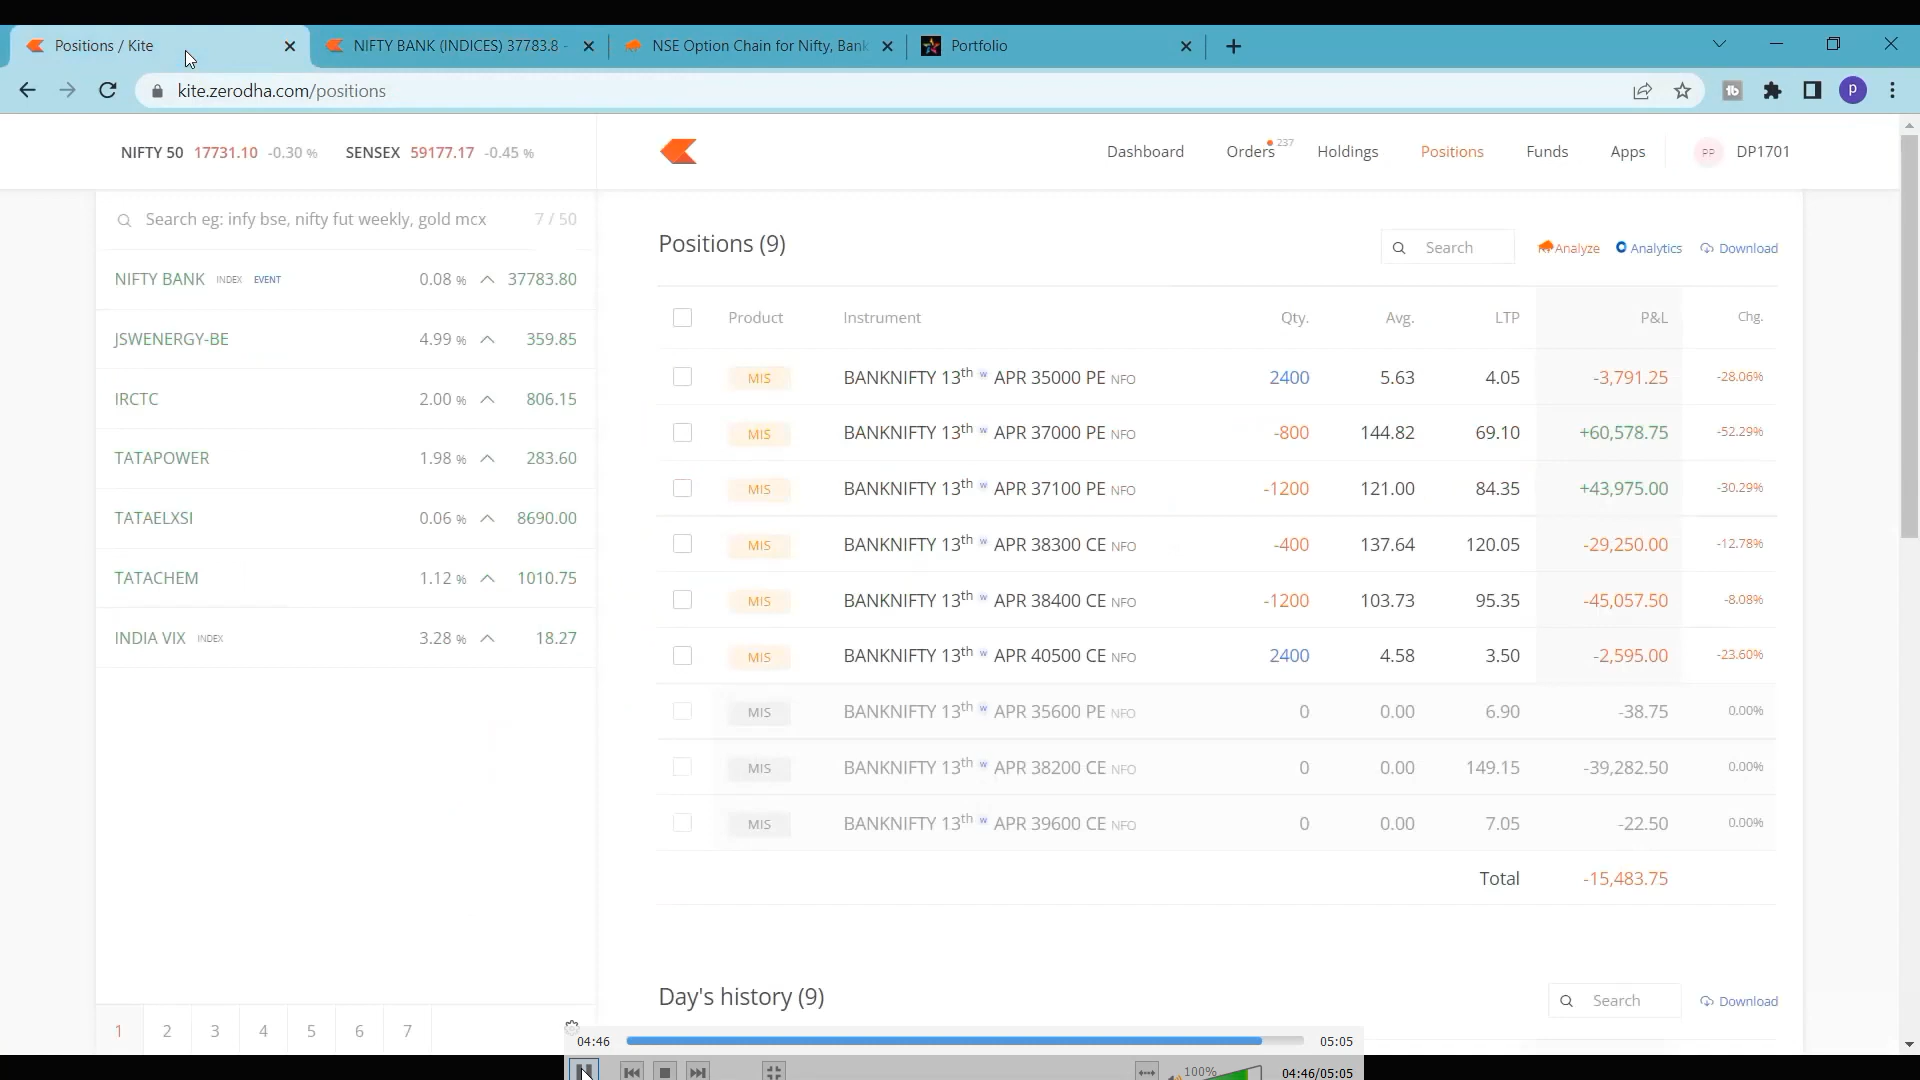 Positions / Kite
NIFTY BANK (INDICES) 37783.8 -
NSE Option Chain for Nifty, Bank
Portfolio
kite.zerodha.com/positions
P
NIFTY 50 17731.10 -0.30 %
SENSEX 59177.17 -0.45 %
Dashboard
Orders 237
Holdings
Positions
Funds
Apps
PP DP1701
Search eg: infy bse, nifty fut weekly, gold mcx 7 / 50
NIFTY BANK INDEX EVENT 0.08 % 37783.80
JSWENERGY-BE 4.99 % 359.85
IRCTC 2.00 % 806.15
TATAPOWER 1.98 % 283.60
TATAELXSI 0.06 % 8690.00
TATACHEM 1.12 % 1010.75
INDIA VIX INDEX 3.28 % 18.27
1 2 3 4 5 6 7
Positions (9)
Search Analyze Analytics Download
Product Instrument Qty. Avg. LTP P&L Chg.
MIS BANKNIFTY 13th w APR 35000 PE NFO 2400 5.63 4.05 -3,791.25 -28.06%
MIS BANKNIFTY 13th w APR 37000 PE NFO -800 144.82 69.10 +60,578.75 -52.29%
MIS BANKNIFTY 13th w APR 37100 PE NFO -1200 121.00 84.35 +43,975.00 -30.29%
MIS BANKNIFTY 13th w APR 38300 CE NFO -400 137.64 120.05 -29,250.00 -12.78%
MIS BANKNIFTY 13th w APR 38400 CE NFO -1200 103.73 95.35 -45,057.50 -8.08%
MIS BANKNIFTY 13th w APR 40500 CE NFO 2400 4.58 3.50 -2,595.00 -23.60%
MIS BANKNIFTY 13th w APR 35600 PE NFO 0 0.00 6.90 -38.75 0.00%
MIS BANKNIFTY 13th w APR 38200 CE NFO 0 0.00 149.15 -39,282.50 0.00%
MIS BANKNIFTY 13th w APR 39600 CE NFO 0 0.00 7.05 -22.50 0.00%
Total -15,483.75
Day's history (9)
Search Download
04:46 05:05
100% 04:46/05:05